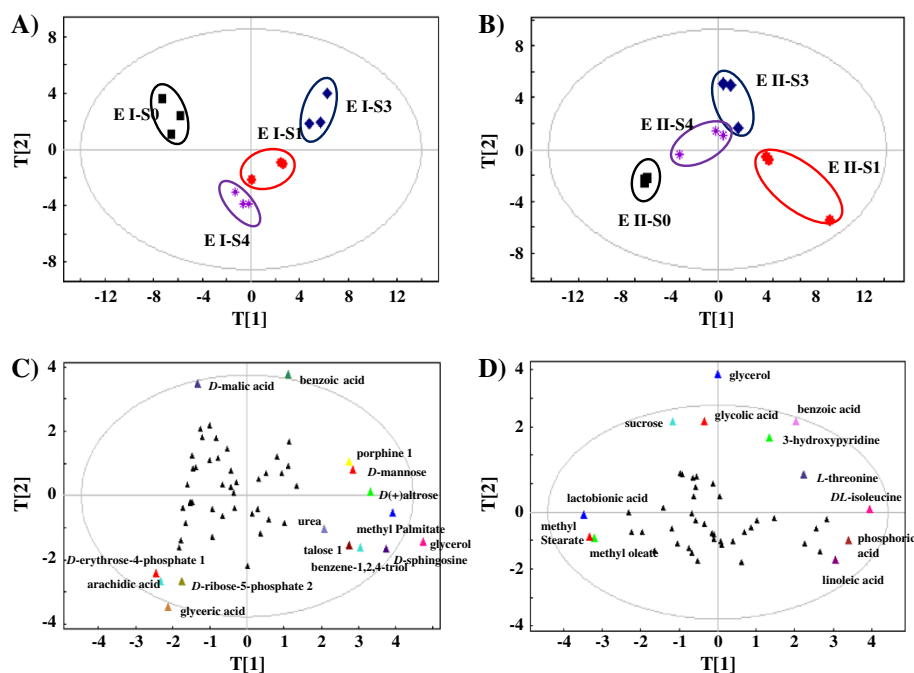 A)
8
4
0
-4
-8
T[2]
E I-S0
E I-S1
E I-S3
E I-S4
-12 -8 -4 0 4 8 12
T[1]
B)
8
4
0
-4
-8
T[2]
E II-S3
E II-S4
E II-S1
E II-S0
-12 -8 -4 0 4 8 12
T[1]
C)
4
2
0
-2
-4
T[2]
D-malic acid
benzoic acid
porphine 1
D-mannose
D(+)altrose
urea
methyl Palmitate
talose 1
glycerol
D-sphingosine
benzene-1,2,4-triol
D-erythrose-4-phosphate 1
arachidic acid
D-ribose-5-phosphate 2
glyceric acid
-5 -4 -3 -2 -1 0 1 2 3 4 5
T[1]
D)
4
2
0
-2
-4
T[2]
glycerol
sucrose
glycolic acid
benzoic acid
3-hydroxypyridine
L-threonine
DL-isoleucine
lactobionic acid
methyl
Stearate
methyl oleate
phosphoric
acid
linoleic acid
-5 -4 -3 -2 -1 0 1 2 3 4 5
T[1]